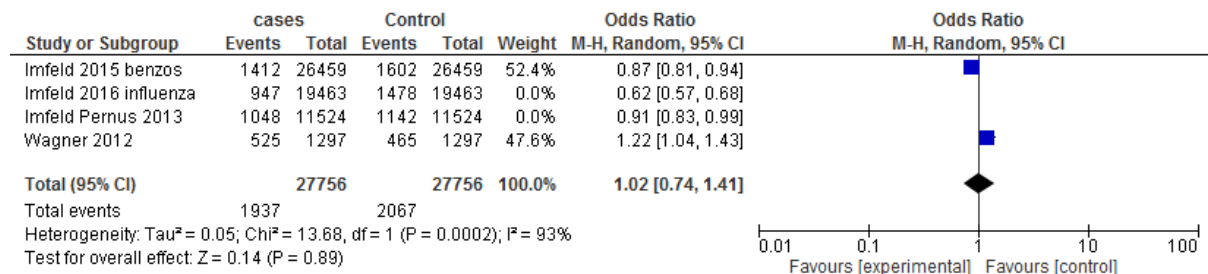 cases Control Odds Ratio Odds Ratio
Study or Subgroup Events Total Events Total Weight M-H, Random, 95% CI M-H, Random, 95% CI
Imfeld 2015 benzos 1412 26459 1602 26459 52.4% 0.87 [0.81, 0.94]
Imfeld 2016 influenza 947 19463 1478 19463 0.0% 0.62 [0.57, 0.68]
Imfeld Pernus 2013 1048 11524 1142 11524 0.0% 0.91 [0.83, 0.99]
Wagner 2012 525 1297 465 1297 47.6% 1.22 [1.04, 1.43]
Total (95% CI) 27756 27756 100.0% 1.02 [0.74, 1.41]
Total events 1937 2067
Heterogeneity: Tau² = 0.05; Chi² = 13.68, df = 1 (P = 0.0002); I² = 93%
Test for overall effect: Z = 0.14 (P = 0.89)
0.01 0.1 1 10 100
Favours [experimental] Favours [control]